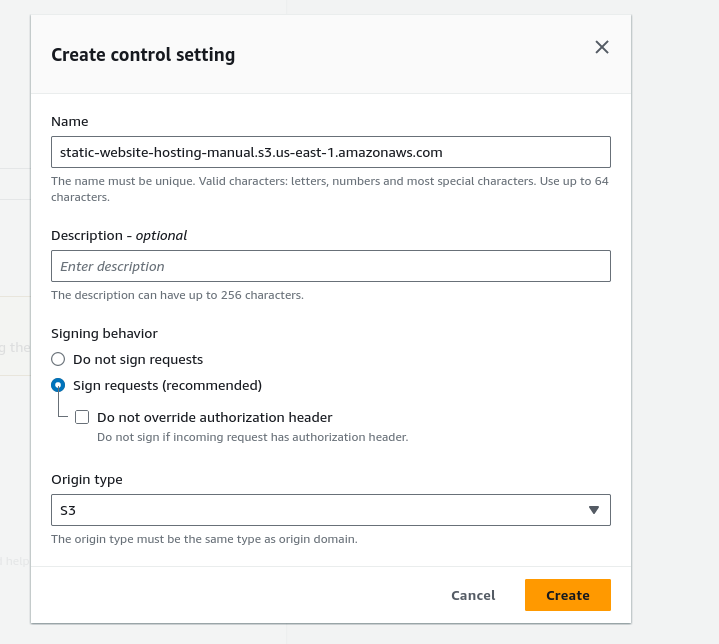 Create control setting
Name
static-website-hosting-manual.s3.us-east-1.amazonaws.com
The name must be unique. Valid characters: letters, numbers and most special characters. Use up to 64
characters.
Description - optional
Enter description
The description can have up to 256 characters.
Signing behavior
Do not sign requests
Sign requests (recommended)
Do not override authorization header
Do not sign if incoming request has authorization header.
Origin type
S3
The origin type must be the same type as origin domain.
Cancel
Create
the
help